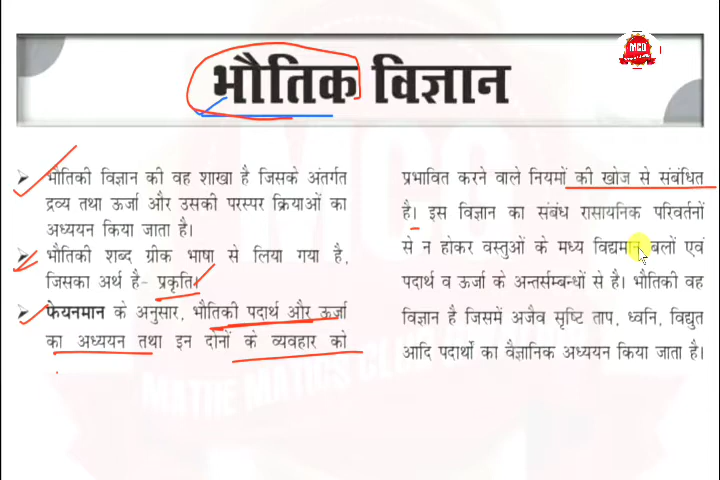 MCQ
भौतिक विज्ञान
भौतिकी विज्ञान की वह शाखा है जिसके अंतर्गत
द्रव्य तथा ऊर्जा और उसकी परस्पर क्रियाओं का
अध्ययन किया जाता है।
भौतिकी शब्द ग्रीक भाषा से लिया गया है,
जिसका अर्थ है- प्रकृति।
फेयनमान के अनुसार, भौतिकी पदार्थ और ऊर्जा
का अध्ययन तथा इन दोनों के व्यवहार को
प्रभावित करने वाले नियमों की खोज से संबंधित
है। इस विज्ञान का संबंध रासायनिक परिवर्तनों
से न होकर वस्तुओं के मध्य विद्यमान बलों एवं
पदार्थ व ऊर्जा के अन्तर्सम्बन्धों से है। भौतिकी वह
विज्ञान है जिसमें अजैव सृष्टि ताप, ध्वनि, विद्युत
आदि पदार्थों का वैज्ञानिक अध्ययन किया जाता है।